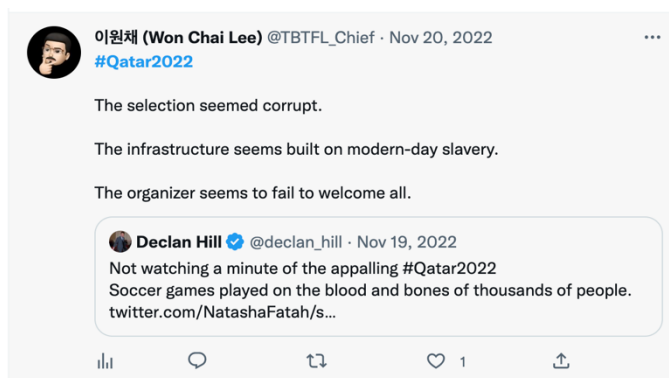 이원채 (Won Chai Lee) @TBTFL_Chief · Nov 20, 2022
#Qatar2022
The selection seemed corrupt.
The infrastructure seems built on modern-day slavery.
The organizer seems to fail to welcome all.
Declan Hill @declan_hill · Nov 19, 2022
Not watching a minute of the appalling #Qatar2022
Soccer games played on the blood and bones of thousands of people.
twitter.com/NatashaFatah/s…
1